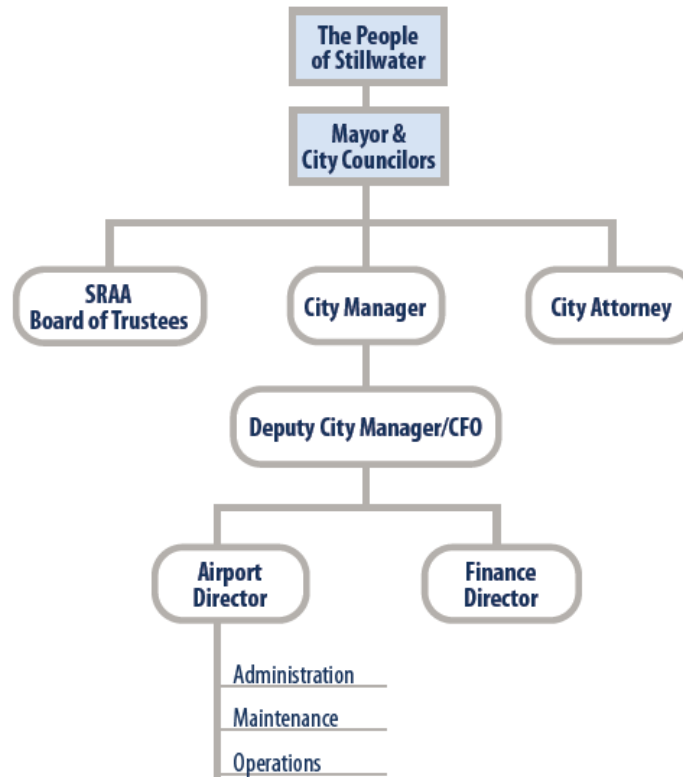 The People
of Stillwater
Mayor &
City Councilors
SRAA
Board of Trustees
City Manager
City Attorney
Deputy City Manager/CFO
Airport
Director
Finance
Director
Administration
Maintenance
Operations